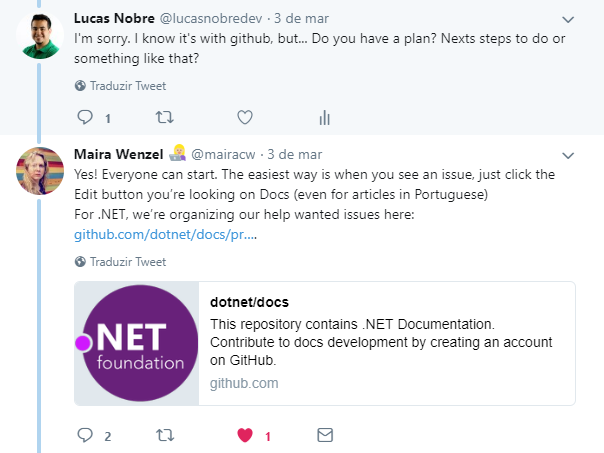 Lucas Nobre @lucasnobredev · 3 de mar
I'm sorry. I know it's with github, but... Do you have a plan? Nexts steps to do or
something like that?
Traduzir Tweet
1
Maira Wenzel @mairacw · 3 de mar
Yes! Everyone can start. The easiest way is when you see an issue, just click the
Edit button you're looking on Docs (even for articles in Portuguese)
For .NET, we're organizing our help wanted issues here:
github.com/dotnet/docs/pr....
Traduzir Tweet
.NET
foundation
dotnet/docs
This repository contains .NET Documentation.
Contribute to docs development by creating an account
on GitHub.
github.com
2 1